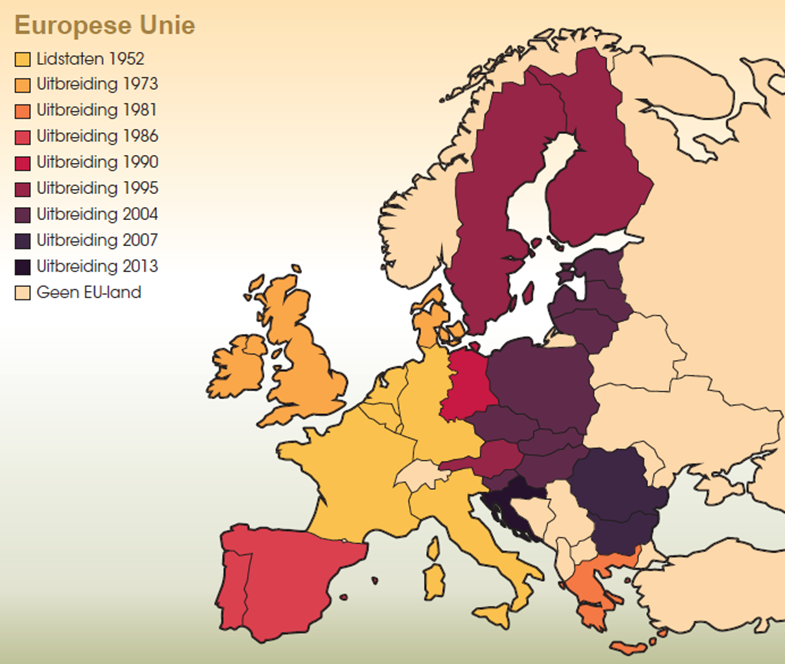 Europese Unie
Lidstaten 1952
Uitbreiding 1973
Uitbreiding 1981
Uitbreiding 1986
Uitbreiding 1990
Uitbreiding 1995
Uitbreiding 2004
Uitbreiding 2007
Uitbreiding 2013
Geen EU-land